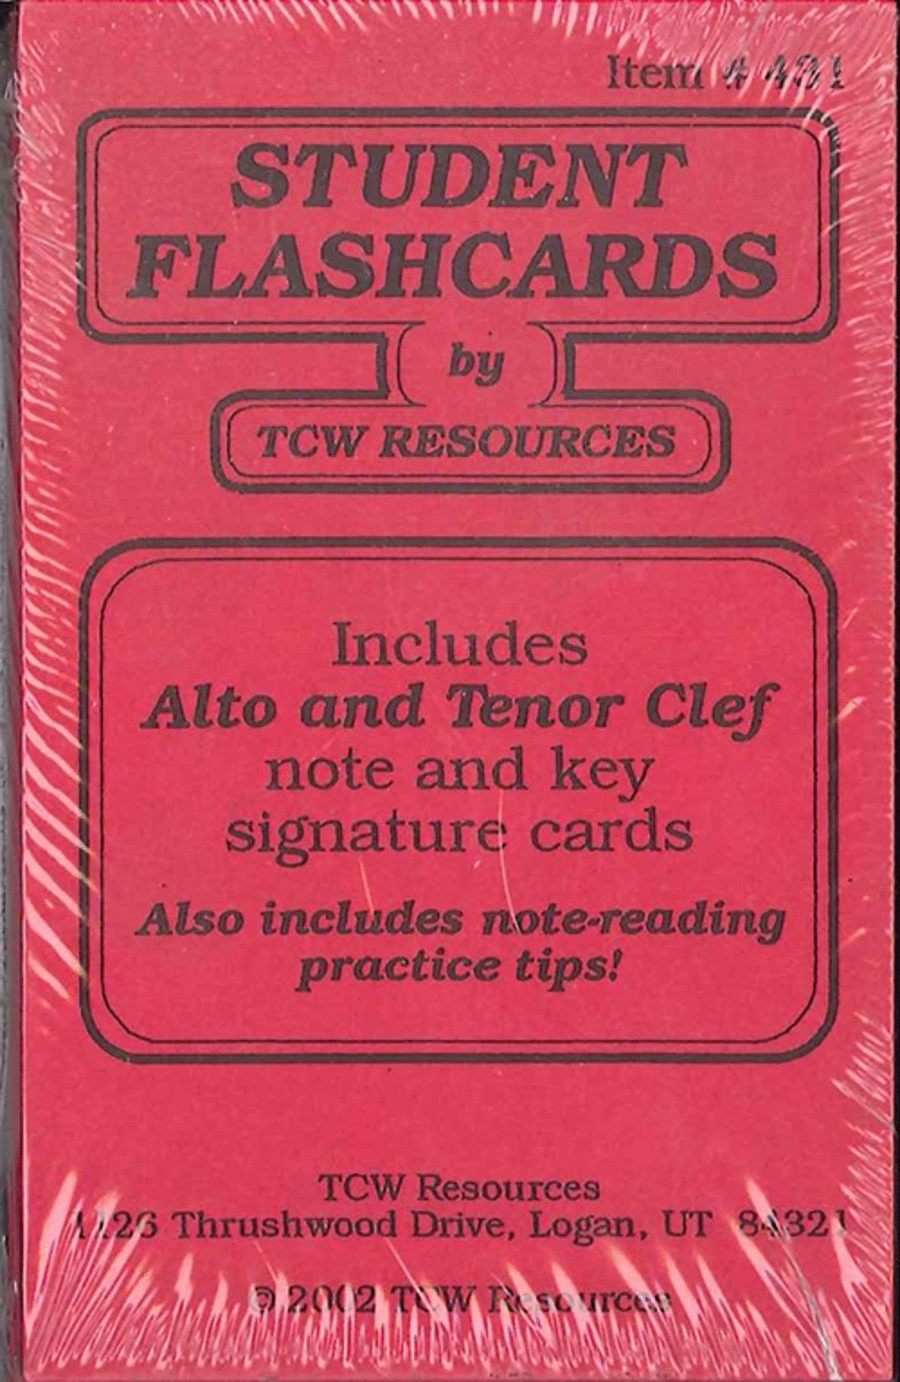 Item # 431
STUDENT
FLASHCARDS
by
TCW RESOURCES
Includes
Alto and Tenor Clef
note and key
signature cards
Also includes note-reading
practice tips!
TCW Resources
1126 Thrushwood Drive, Logan, UT 84321
© 2002 TCW Resources